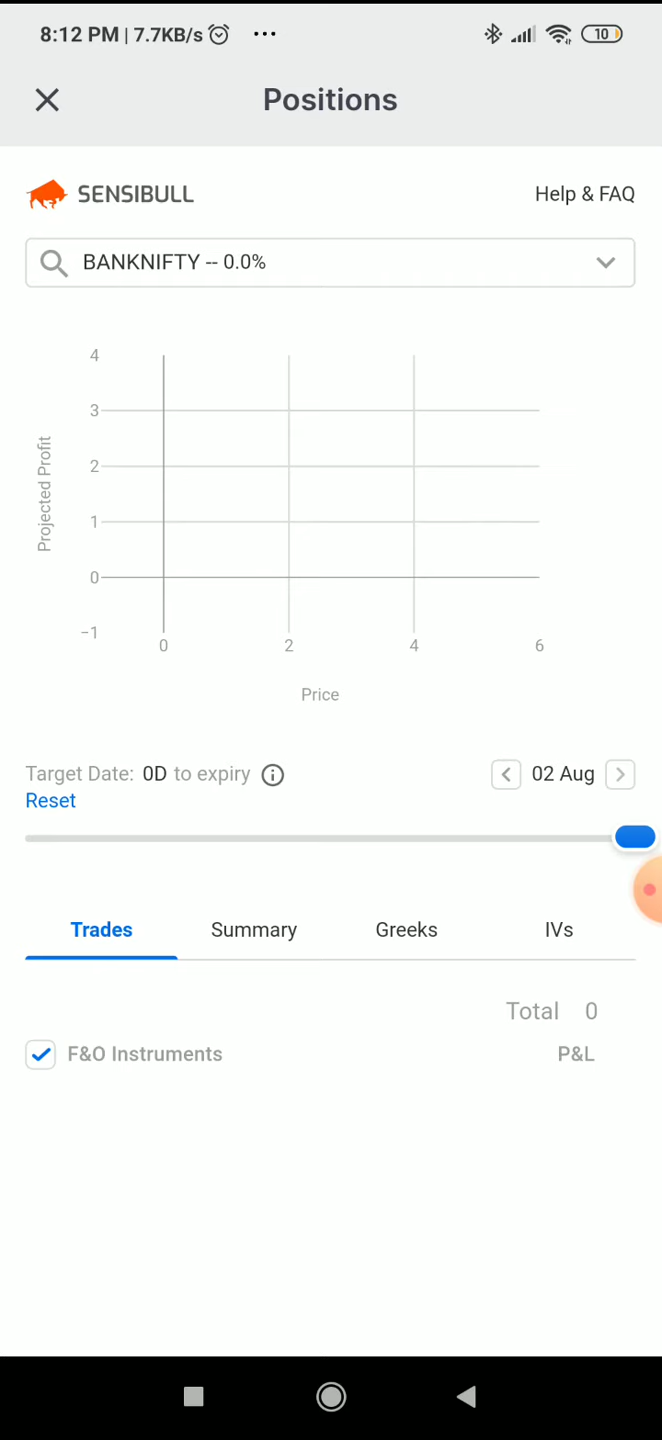 8:12 PM | 7.7KB/s ...
10
Positions
SENSIBULL
Help & FAQ
BANKNIFTY -- 0.0%
4
3
2
1
0
−1
Projected Profit
0 2 4 6
Price
Target Date: 0D to expiry
02 Aug
Reset
Trades Summary Greeks IVs
Total 0
F&O Instruments P&L